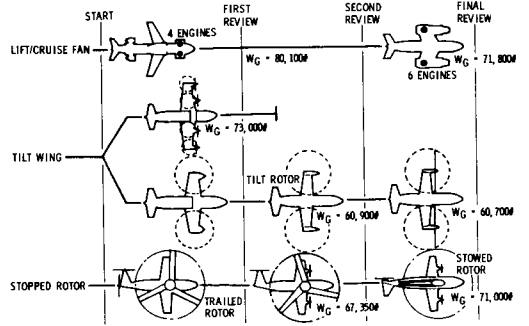 START
FIRST REVIEW
SECOND REVIEW
FINAL REVIEW
LIFT/CRUISE FAN
4 ENGINES
W_G = 80,100#
W_G = 71,800#
6 ENGINES
W_G = 73,000#
TILT WING
TILT ROTOR
W_G = 60,900#
W_G = 60,700#
STOPPED ROTOR
TRAILED ROTOR
W_G = 67,350#
STOWED ROTOR
W_G = 71,000#